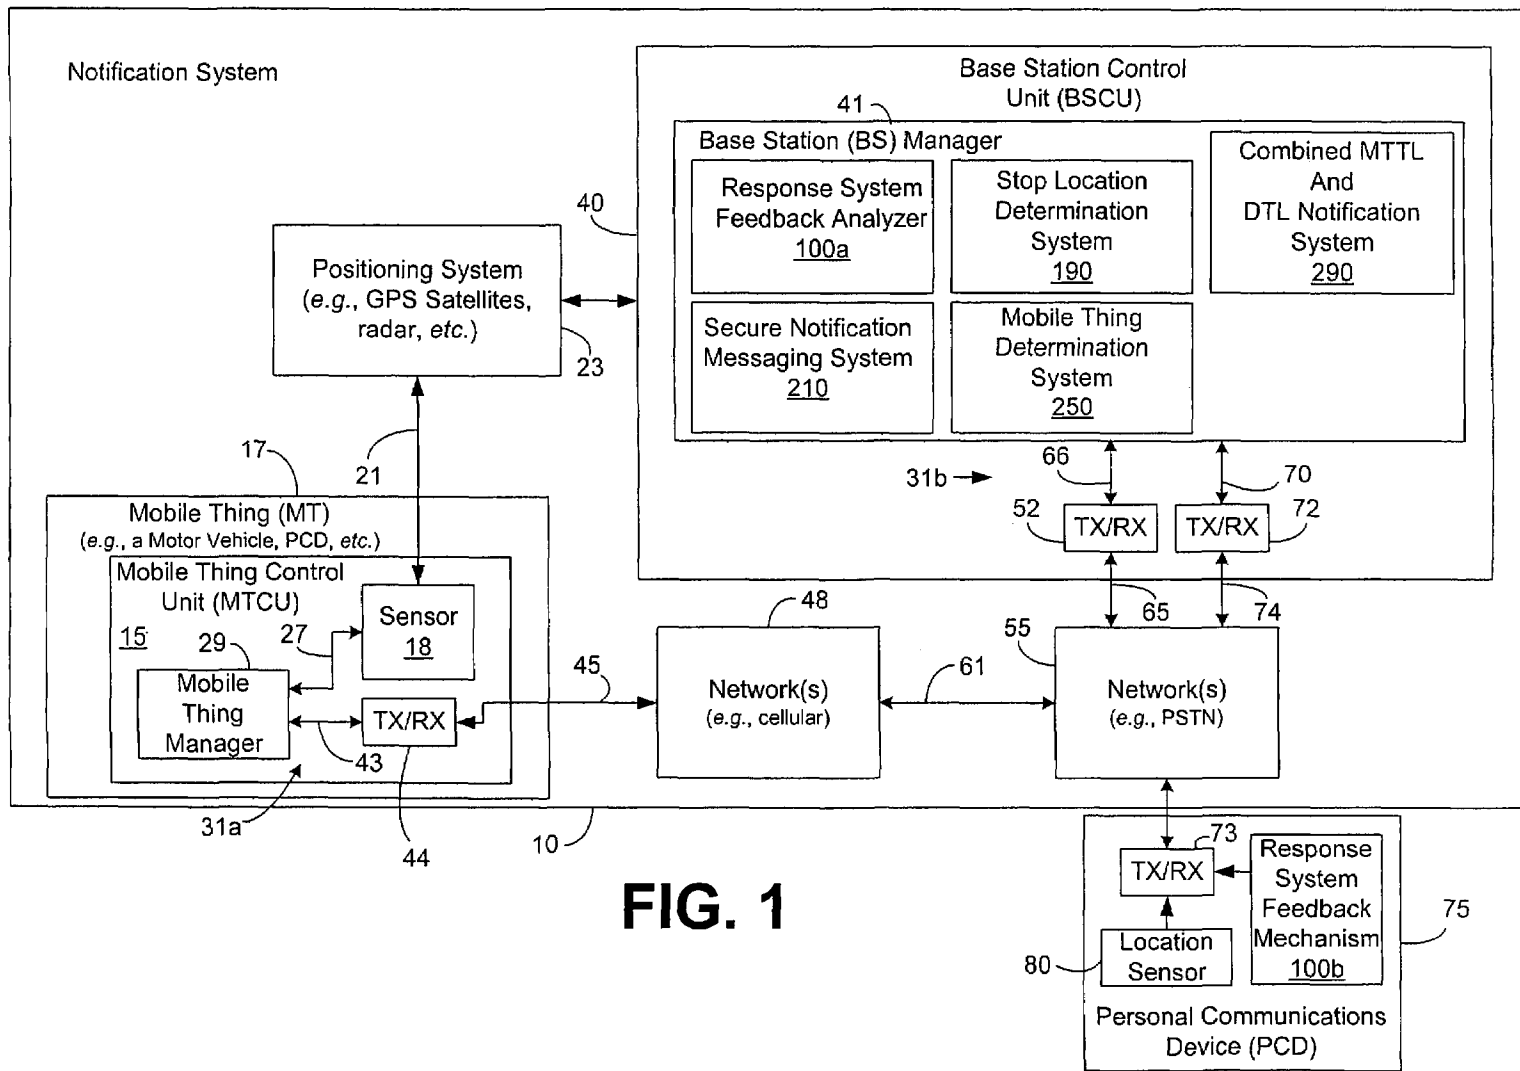 Notification System
Base Station Control
Unit (BSCU)
41
Base Station (BS) Manager
Response System
Feedback Analyzer
100a
Stop Location
Determination
System
190
Combined MTTL
And
DTL Notification
System
290
Secure Notification
Messaging System
210
Mobile Thing
Determination
System
250
40
Positioning System
(e.g., GPS Satellites,
radar, etc.)
23
21
17
66
31b
70
52
TX/RX
TX/RX
72
65
74
Mobile Thing (MT)
(e.g., a Motor Vehicle, PCD, etc.)
Mobile Thing Control
Unit (MTCU)
15
29
27
Sensor
18
Mobile
Thing
Manager
TX/RX
43
31a
44
45
48
Network(s)
(e.g., cellular)
61
55
Network(s)
(e.g., PSTN)
10
73
TX/RX
Response
System
Feedback
Mechanism
100b
75
80
Location
Sensor
Personal Communications
Device (PCD)
FIG. 1